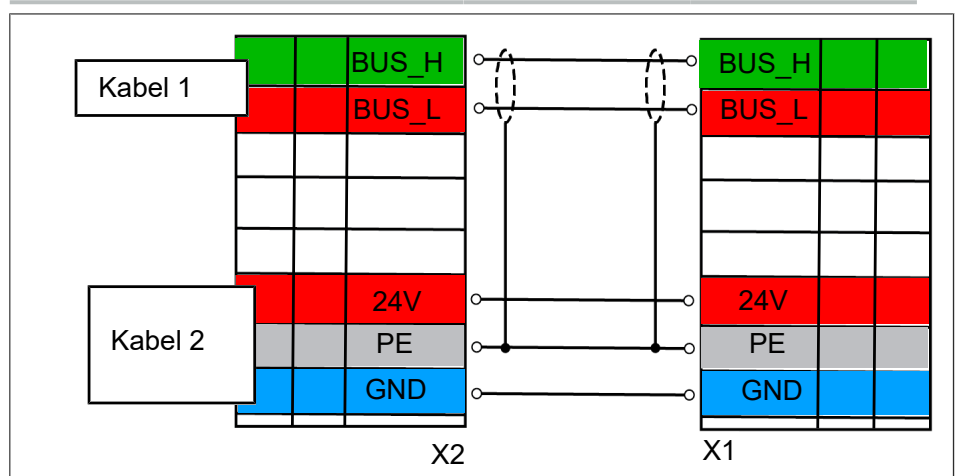 Kabel 1
BUS_H
BUS_H
BUS_L
BUS_L
Kabel 2
24V
24V
PE
PE
GND
GND
X2
X1